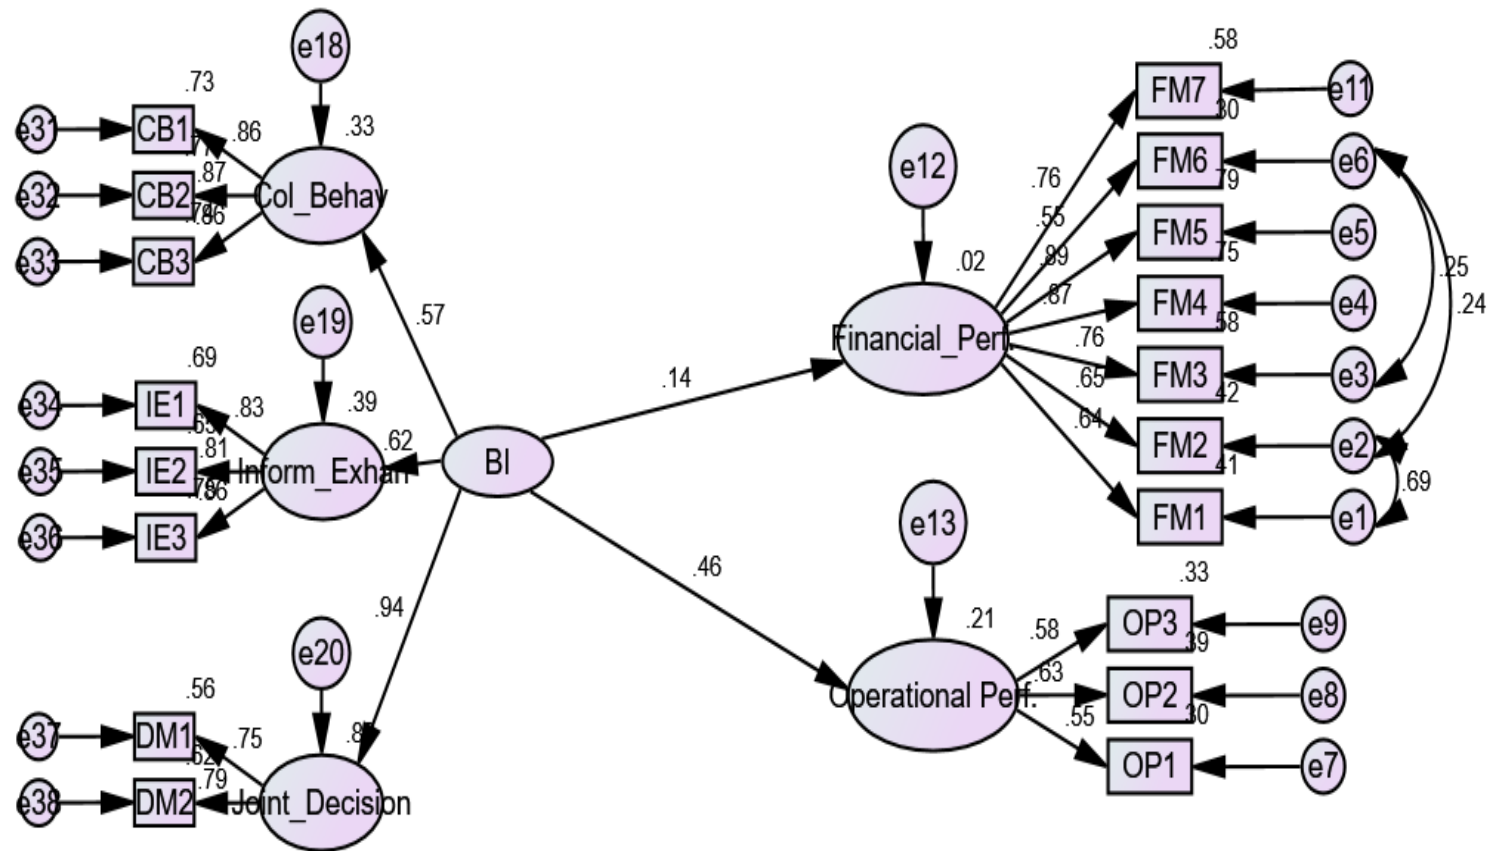 e18
.58
.73
FM7
e11
e31
CB1
.86
.33
.30
e12
FM6
e6
.87
.79
e32
CB2
Col_Behav
.76
.55
FM5
e5
.86
.75
e33
CB3
.02
.89
.25
.87
FM4
e4
.24
e19
.57
.58
Financial_Perf.
.76
.69
FM3
e3
.14
.65
.42
e34
IE1
.83
.39
.64
FM2
e2
.62
.81
BI
.41
e35
IE2
Inform_Exhan
.69
.86
FM1
e1
e36
IE3
e13
.46
.33
.94
.21
.58
OP3
e9
e20
.39
.63
.56
Operational Perf.
OP2
e8
.55
.30
e37
DM1
.75
.62
.79
OP1
e7
e38
DM2
Joint_Decision